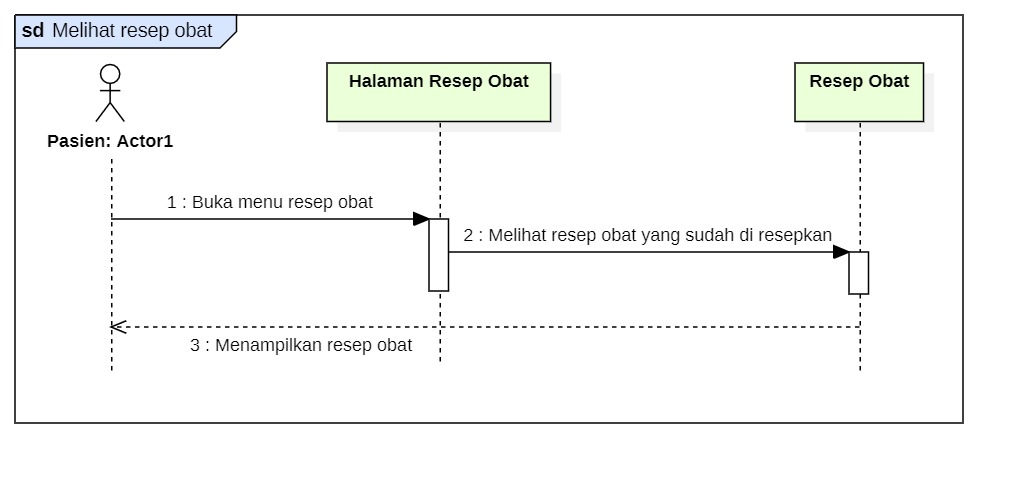 sd Melihat resep obat
Pasien: Actor1
Halaman Resep Obat
Resep Obat
1 : Buka menu resep obat
2 : Melihat resep obat yang sudah di resepkan
3 : Menampilkan resep obat